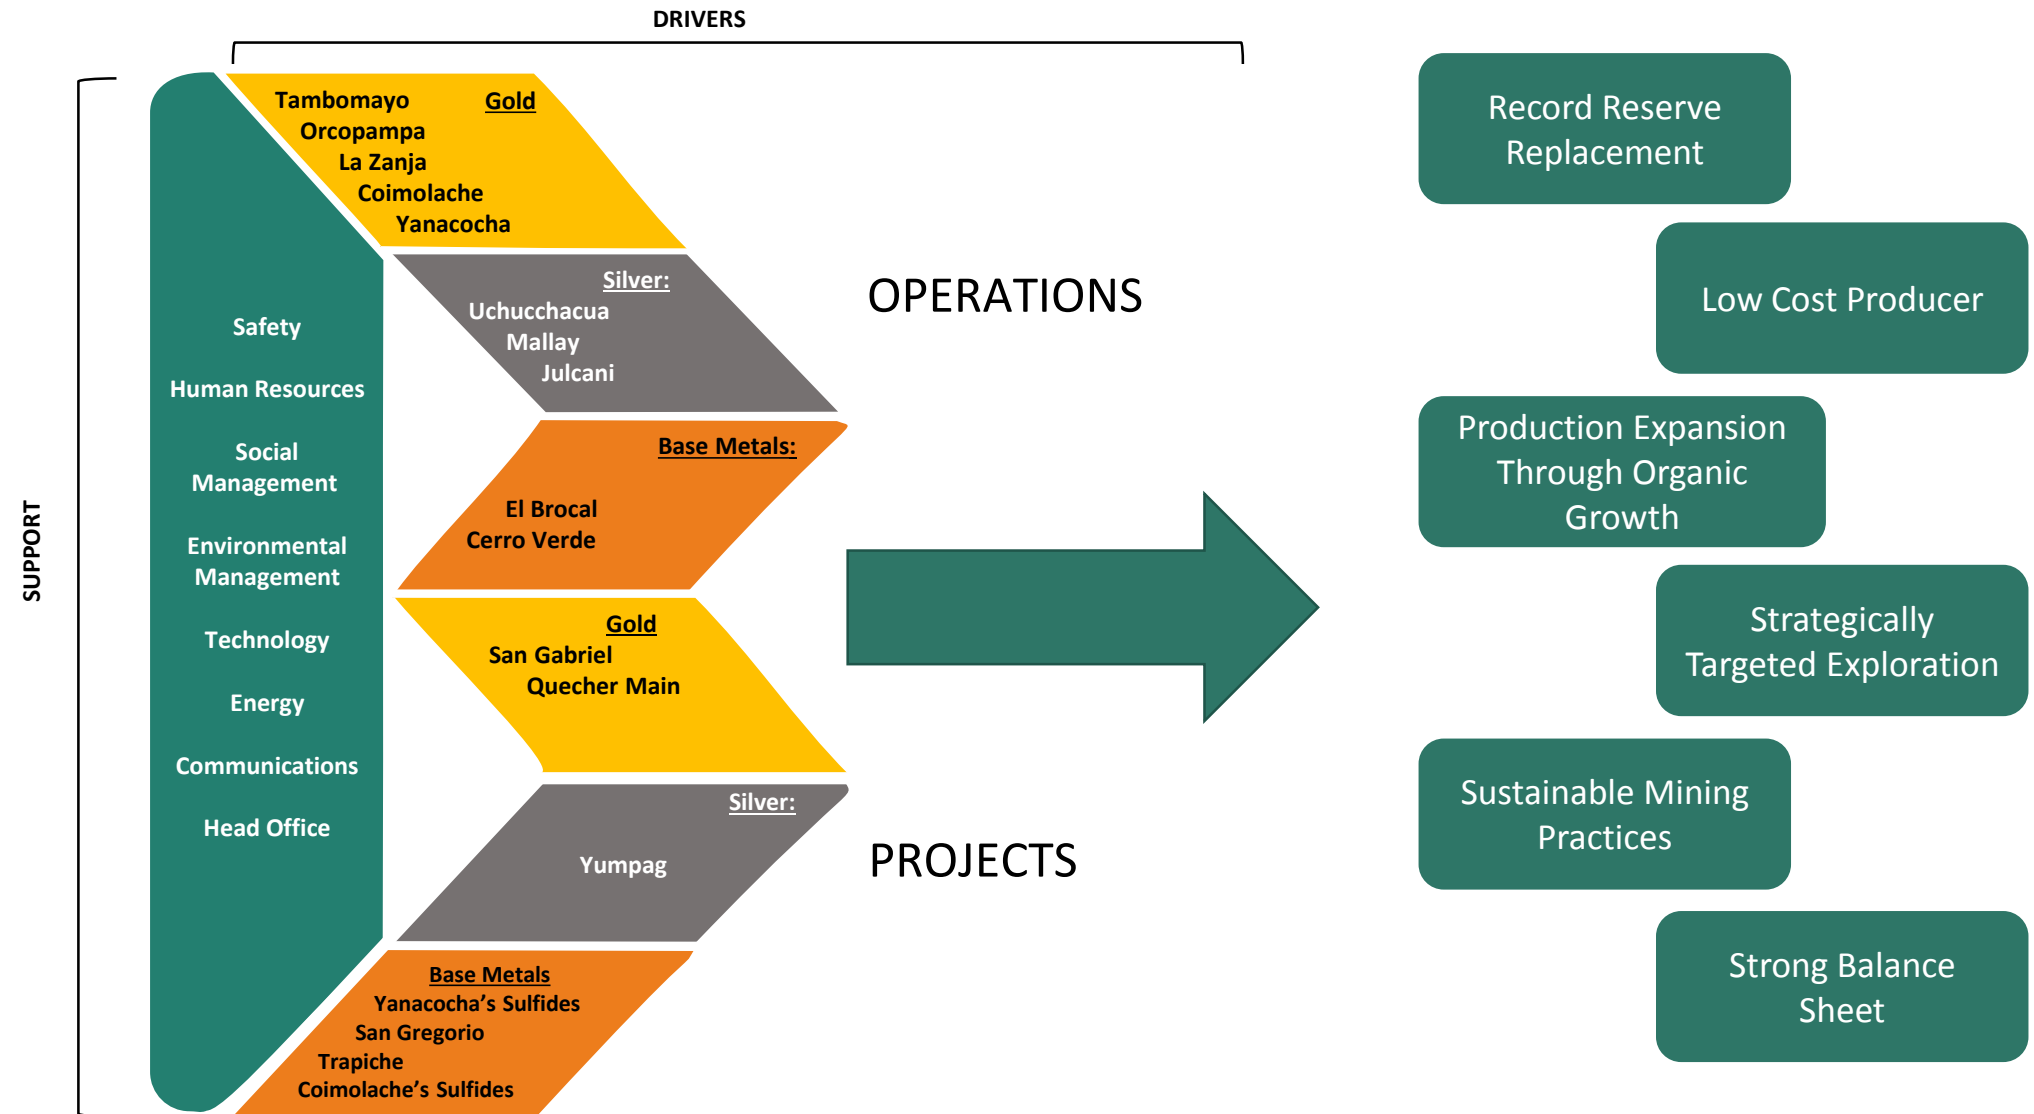 DRIVERS
SUPPORT
Safety
Human Resources
Social
Management
Environmental
Management
Technology
Energy
Communications
Head Office
Gold
Tambomayo
Orcopampa
La Zanja
Coimolache
Yanacocha
Silver:
Uchucchacua
Mallay
Julcani
Base Metals:
El Brocal
Cerro Verde
Gold
San Gabriel
Quecher Main
Silver:
Yumpag
Base Metals
Yanacocha’s Sulfides
San Gregorio
Trapiche
Coimolache’s Sulfides
OPERATIONS
PROJECTS
Record Reserve
Replacement
Low Cost Producer
Production Expansion
Through Organic
Growth
Strategically
Targeted Exploration
Sustainable Mining
Practices
Strong Balance
Sheet